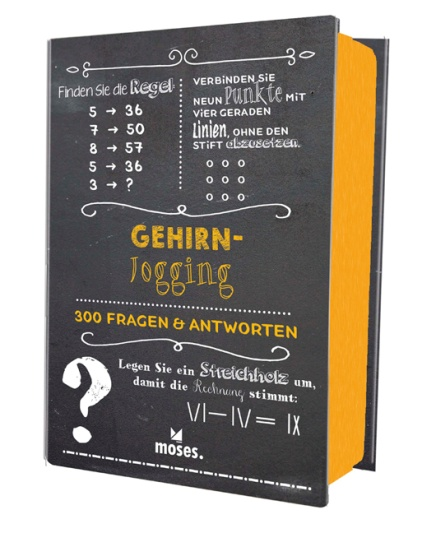 Finden Sie die Regel
5 → 36
7 → 50
8 → 57
5 → 36
3 → ?
VERBINDEN SIE
NEUN Punkte MIT
VIER GERADEN
Linien, OHNE DEN
STIFT abzusetzen.
GEHIRN-
Jogging
300 FRAGEN & ANTWORTEN
Legen Sie ein Streichholz um,
damit die Rechnung stimmt:
VI—IV= IX
?
moses.